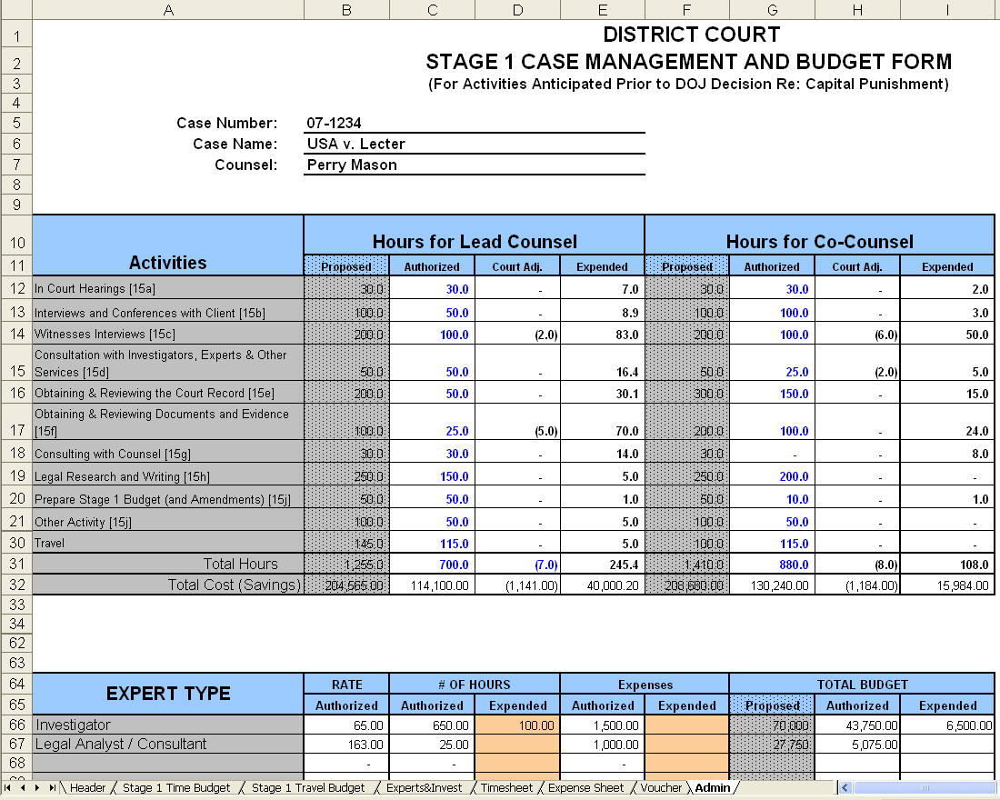 A B C D E F G H I
1 DISTRICT COURT
2 STAGE 1 CASE MANAGEMENT AND BUDGET FORM
3 (For Activities Anticipated Prior to DOJ Decision Re: Capital Punishment)
4
5 Case Number: 07-1234
6 Case Name: USA v. Lecter
7 Counsel: Perry Mason
8
9
10 Activities Hours for Lead Counsel Hours for Co-Counsel
11 Proposed Authorized Court Adj. Expended Proposed Authorized Court Adj. Expended
12 In Court Hearings [15a] 30.0 30.0 - 7.0 30.0 30.0 - 2.0
13 Interviews and Conferences with Client [15b] 100.0 50.0 - 8.9 100.0 100.0 - 3.0
14 Witnesses Interviews [15c] 200.0 100.0 (2.0) 83.0 200.0 100.0 (6.0) 50.0
Consultation with Investigators, Experts & Other
15 Services [15d] 50.0 50.0 - 16.4 50.0 25.0 (2.0) 5.0
16 Obtaining & Reviewing the Court Record [15e] 200.0 50.0 - 30.1 300.0 150.0 - 15.0
Obtaining & Reviewing Documents and Evidence
17 [15f] 100.0 25.0 (5.0) 70.0 200.0 100.0 - 24.0
18 Consulting with Counsel [15g] 30.0 30.0 - 14.0 30.0 - - 8.0
19 Legal Research and Writing [15h] 250.0 150.0 - 5.0 250.0 200.0 - -
20 Prepare Stage 1 Budget (and Amendments) [15j] 50.0 50.0 - 1.0 50.0 10.0 - 1.0
21 Other Activity [15j] 100.0 50.0 - 5.0 100.0 50.0 - -
30 Travel 145.0 115.0 - 5.0 100.0 115.0 - -
31 Total Hours 1,255.0 700.0 (7.0) 245.4 1,410.0 880.0 (8.0) 108.0
32 Total Cost (Savings) 204,565.00 114,100.00 (1,141.00) 40,000.20 208,680.00 130,240.00 (1,184.00) 15,984.00
33
34
62
63
64 EXPERT TYPE RATE # OF HOURS Expenses TOTAL BUDGET
65 Authorized Authorized Expended Authorized Expended Proposed Authorized Expended
66 Investigator 65.00 650.00 100.00 1,500.00 70,000 43,750.00 6,500.00
67 Legal Analyst / Consultant 163.00 25.00 1,000.00 27,750 5,075.00
68 - - -
Header Stage 1 Time Budget Stage 1 Travel Budget Experts&Invest Timesheet Expense Sheet Voucher Admin